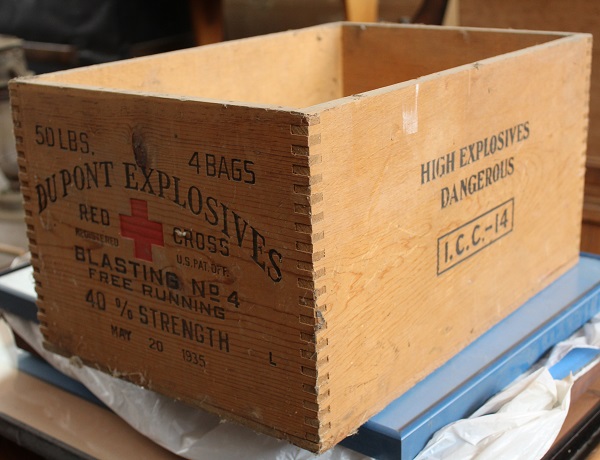 50 LBS.
4 BAGS
DU PONT EXPLOSIVES
RED CROSS
REGISTERED U.S. PAT. OFF.
BLASTING No 4
FREE RUNNING
40 % STRENGTH
MAY 20 1935
L
HIGH EXPLOSIVES
DANGEROUS
I.C.C.-14